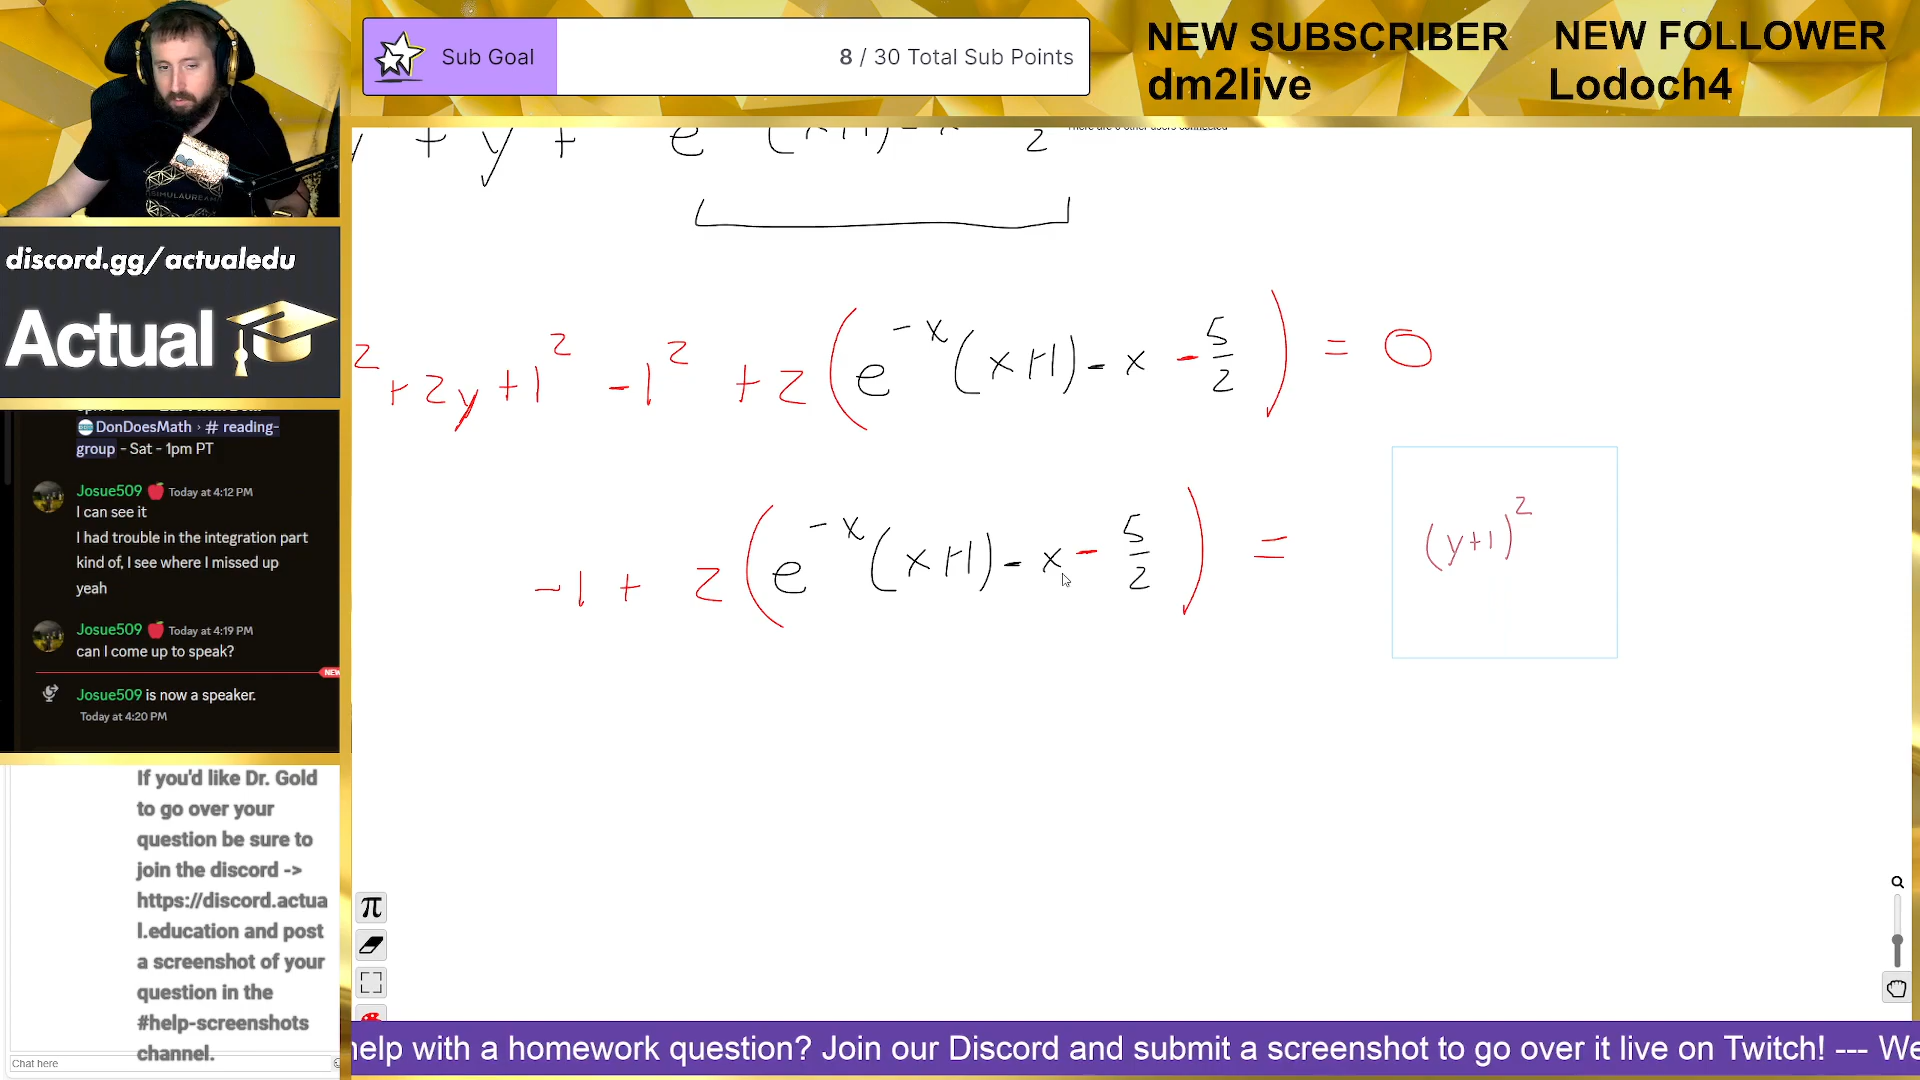 Sub Goal
8 / 30 Total Sub Points
NEW SUBSCRIBER
dm2live
NEW FOLLOWER
Lodoch4
discord.gg/actualedu
Actual
DonDoesMath › # reading-
group - Sat - 1pm PT
Josue509 Today at 4:12 PM
I can see it
I had trouble in the integration part
kind of, I see where I missed up
yeah
Josue509 Today at 4:19 PM
can I come up to speak?
NEW
Josue509 is now a speaker.
Today at 4:20 PM
If you'd like Dr. Gold
to go over your
question be sure to
join the discord ->
https://discord.actua
l.education and post
a screenshot of your
question in the
#help-screenshots
channel.
Chat here
² + 2y + 1² - 1² + 2(e^-x (x+1) - x - 5/2) = 0
-1 + 2(e^-x (x+1) - x - 5/2) =
(y+1)²
π
help with a homework question? Join our Discord and submit a screenshot to go over it live on Twitch! --- We